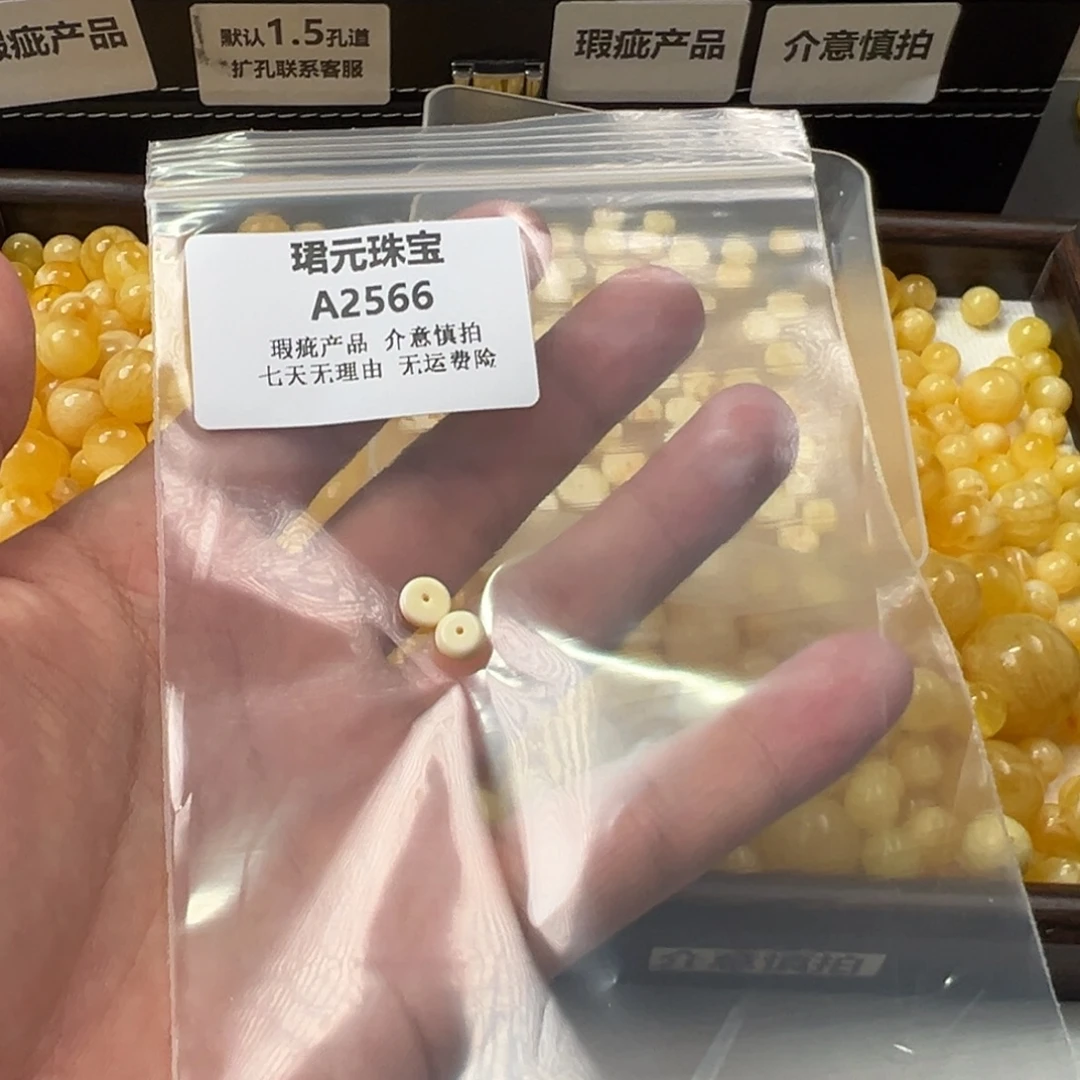 瑕疵产品
默认1.5孔道
扩孔联系客服
瑕疵产品
介意慎拍
珺元珠宝
A2566
瑕疵产品 介意慎拍
七天无理由 无运费险
介意慎拍